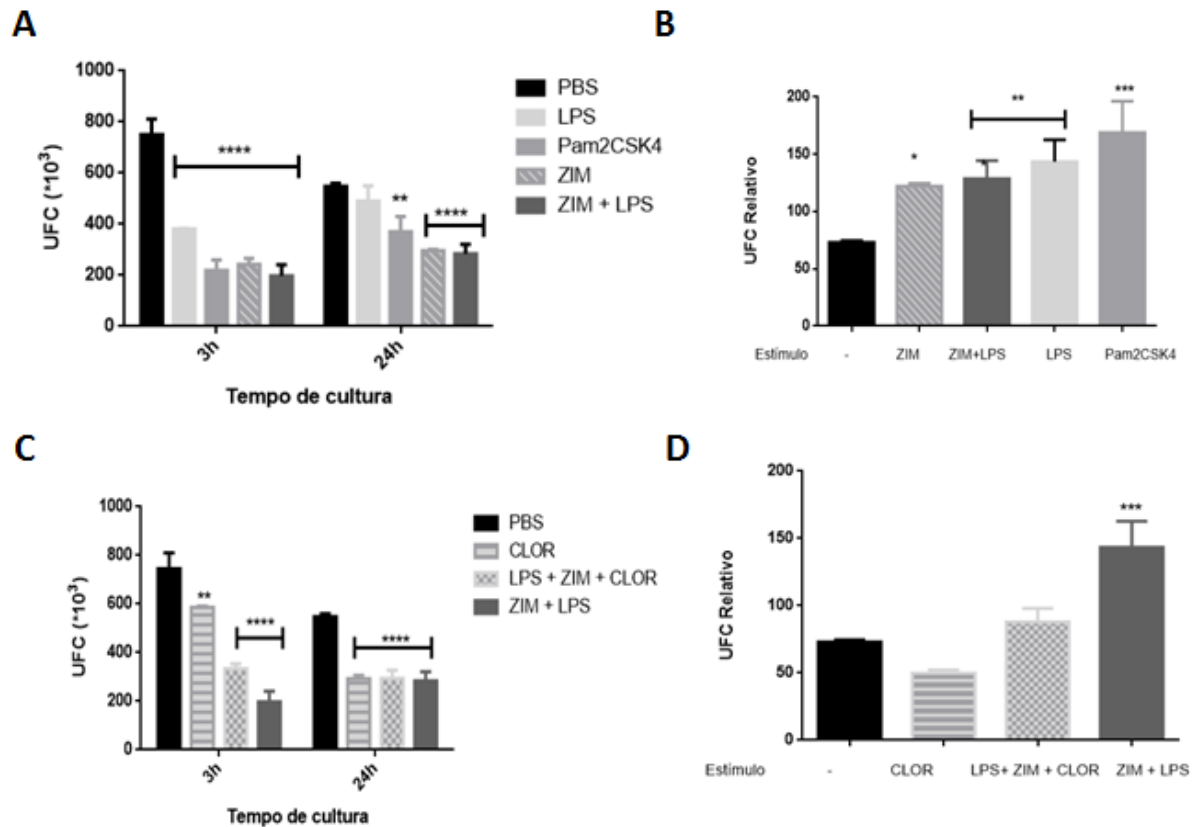 A
UFC (*10³)
1000
800
600
400
200
0
****
**
****
3h
24h
Tempo de cultura
PBS
LPS
Pam2CSK4
ZIM
ZIM + LPS
B
UFC Relativo
200
150
100
50
0
*
**
***
Estímulo - ZIM ZIM+LPS LPS Pam2CSK4
C
UFC (*10³)
1000
800
600
400
200
0
**
****
****
3h
24h
Tempo de cultura
PBS
CLOR
LPS + ZIM + CLOR
ZIM + LPS
D
UFC Relativo
200
150
100
50
0
***
Estímulo - CLOR LPS+ ZIM + CLOR ZIM + LPS